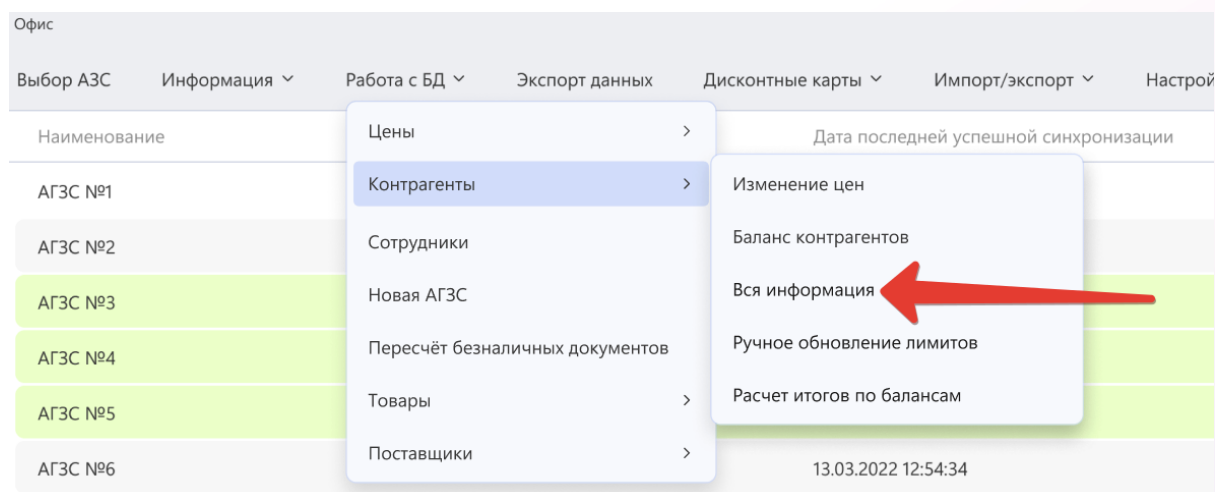 Офис
Выбор АЗС Информация Работа с БД Экспорт данных Дисконтные карты Импорт/экспорт Настрой
Наименование Дата последней успешной синхронизации
Цены
Контрагенты
Сотрудники
Новая АГЗС
Пересчёт безналичных документов
Товары
Поставщики
Изменение цен
Баланс контрагентов
Вся информация
Ручное обновление лимитов
Расчет итогов по балансам
АГЗС №1
АГЗС №2
АГЗС №3
АГЗС №4
АГЗС №5
АГЗС №6 13.03.2022 12:54:34